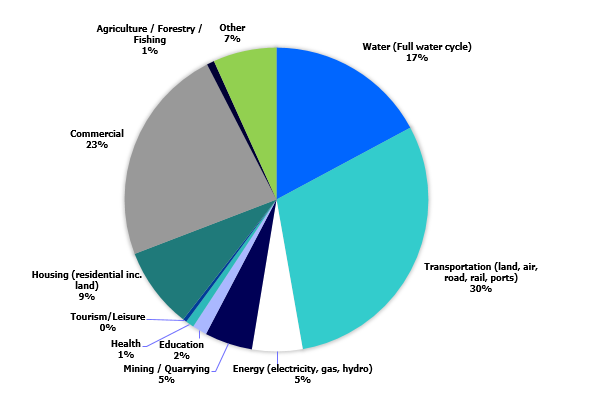 Agriculture / Forestry /
Fishing
1%
Other
7%
Water (Full water cycle)
17%
Commercial
23%
Transportation (land, air,
road, rail, ports)
30%
Housing (residential inc.
land)
9%
Tourism/Leisure
0%
Health
1%
Education
2%
Mining / Quarrying
5%
Energy (electricity, gas, hydro)
5%